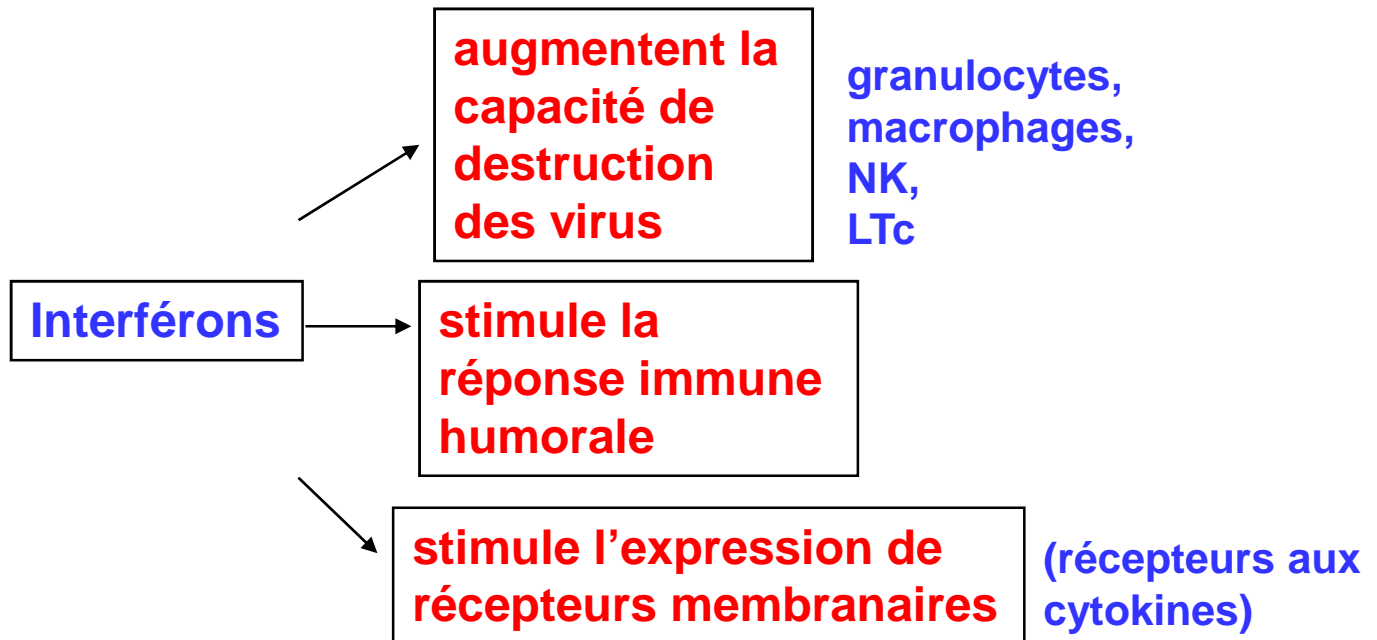 augmentent la
capacité de
destruction
des virus
granulocytes,
macrophages,
NK,
LTc
Interférons
stimule la
réponse immune
humorale
stimule l’expression de
récepteurs membranaires
(récepteurs aux
cytokines)